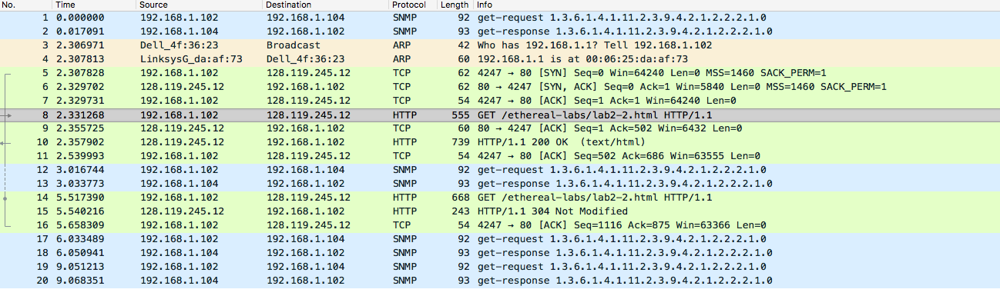 No. Time Source Destination Protocol Length Info
1 0.000000 192.168.1.102 192.168.1.104 SNMP 92 get-request 1.3.6.1.4.1.11.2.3.9.4.2.1.2.2.2.1.0
2 0.017091 192.168.1.104 192.168.1.102 SNMP 93 get-response 1.3.6.1.4.1.11.2.3.9.4.2.1.2.2.2.1.0
3 2.306971 Dell_4f:36:23 Broadcast ARP 42 Who has 192.168.1.1? Tell 192.168.1.102
4 2.307813 LinksysG_da:af:73 Dell_4f:36:23 ARP 60 192.168.1.1 is at 00:06:25:da:af:73
5 2.307828 192.168.1.102 128.119.245.12 TCP 62 4247 → 80 [SYN] Seq=0 Win=64240 Len=0 MSS=1460 SACK_PERM=1
6 2.329702 128.119.245.12 192.168.1.102 TCP 62 80 → 4247 [SYN, ACK] Seq=0 Ack=1 Win=5840 Len=0 MSS=1460 SACK_PERM=1
7 2.329731 192.168.1.102 128.119.245.12 TCP 54 4247 → 80 [ACK] Seq=1 Ack=1 Win=64240 Len=0
8 2.331268 192.168.1.102 128.119.245.12 HTTP 555 GET /ethereal-labs/lab2-2.html HTTP/1.1
9 2.355725 128.119.245.12 192.168.1.102 TCP 60 80 → 4247 [ACK] Seq=1 Ack=502 Win=6432 Len=0
10 2.357902 128.119.245.12 192.168.1.102 HTTP 739 HTTP/1.1 200 OK (text/html)
11 2.539993 192.168.1.102 128.119.245.12 TCP 54 4247 → 80 [ACK] Seq=502 Ack=686 Win=63555 Len=0
12 3.016744 192.168.1.102 192.168.1.104 SNMP 92 get-request 1.3.6.1.4.1.11.2.3.9.4.2.1.2.2.2.1.0
13 3.033773 192.168.1.104 192.168.1.102 SNMP 93 get-response 1.3.6.1.4.1.11.2.3.9.4.2.1.2.2.2.1.0
14 5.517390 192.168.1.102 128.119.245.12 HTTP 668 GET /ethereal-labs/lab2-2.html HTTP/1.1
15 5.540216 128.119.245.12 192.168.1.102 HTTP 243 HTTP/1.1 304 Not Modified
16 5.658309 192.168.1.102 128.119.245.12 TCP 54 4247 → 80 [ACK] Seq=1116 Ack=875 Win=63366 Len=0
17 6.033489 192.168.1.102 192.168.1.104 SNMP 92 get-request 1.3.6.1.4.1.11.2.3.9.4.2.1.2.2.2.1.0
18 6.050941 192.168.1.104 192.168.1.102 SNMP 93 get-response 1.3.6.1.4.1.11.2.3.9.4.2.1.2.2.2.1.0
19 9.051213 192.168.1.102 192.168.1.104 SNMP 92 get-request 1.3.6.1.4.1.11.2.3.9.4.2.1.2.2.2.1.0
20 9.068351 192.168.1.104 192.168.1.102 SNMP 93 get-response 1.3.6.1.4.1.11.2.3.9.4.2.1.2.2.2.1.0